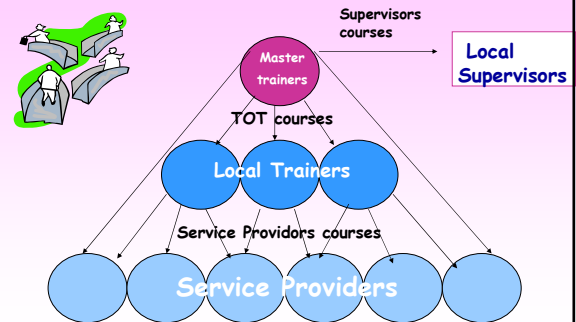 Supervisors
courses
Master
trainers
Local
Supervisors
TOT courses
Local Trainers
Service Providors courses
Service Providers